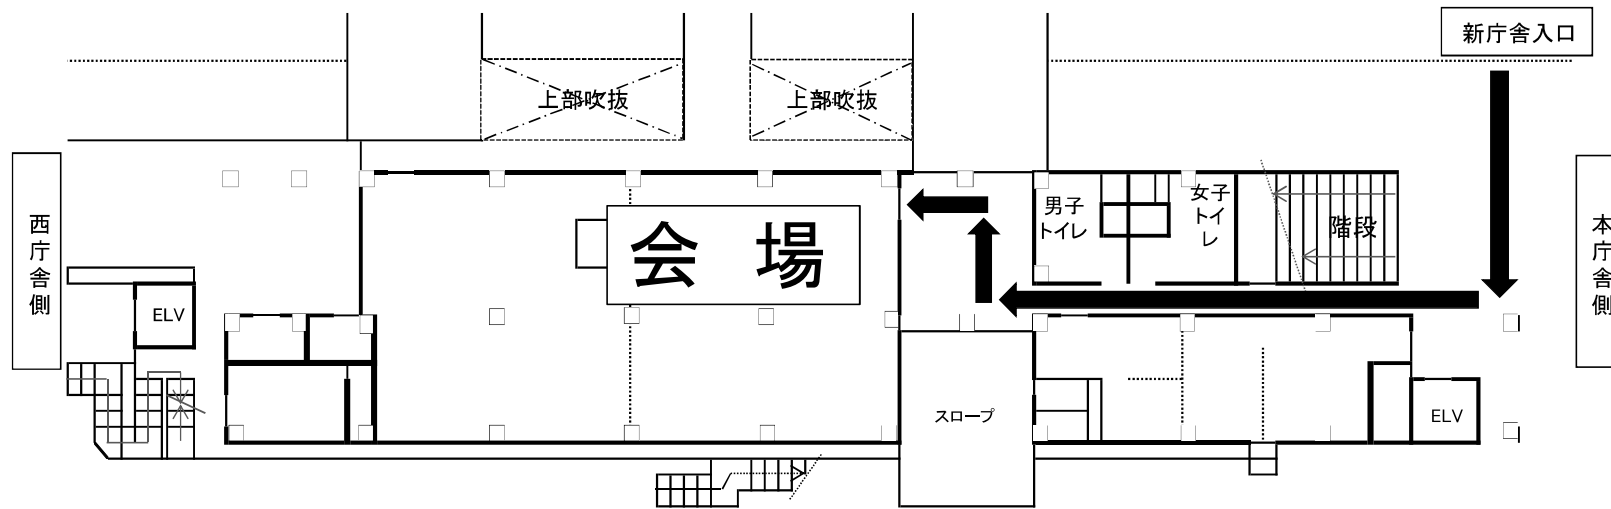 新庁舎入口
上部吹抜
上部吹抜
西庁舎側
本庁舎側
男子
トイレ
女子
トイ
レ
階段
会 場
ELV
スロープ
ELV